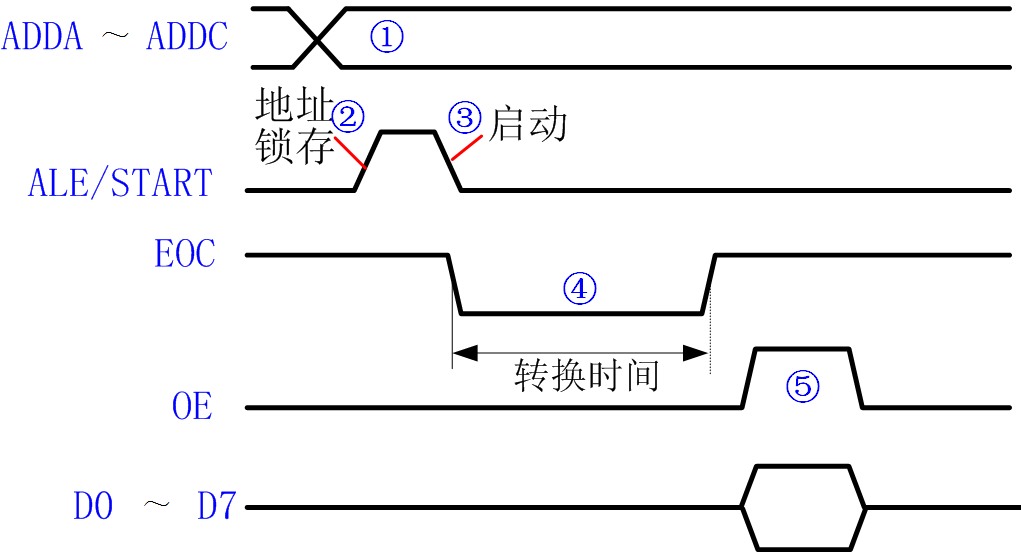 ADDA ～ ADDC ①
地址 ② ③ 启动
锁存
ALE/START
EOC
④
转换时间
OE ⑤
D0 ～ D7